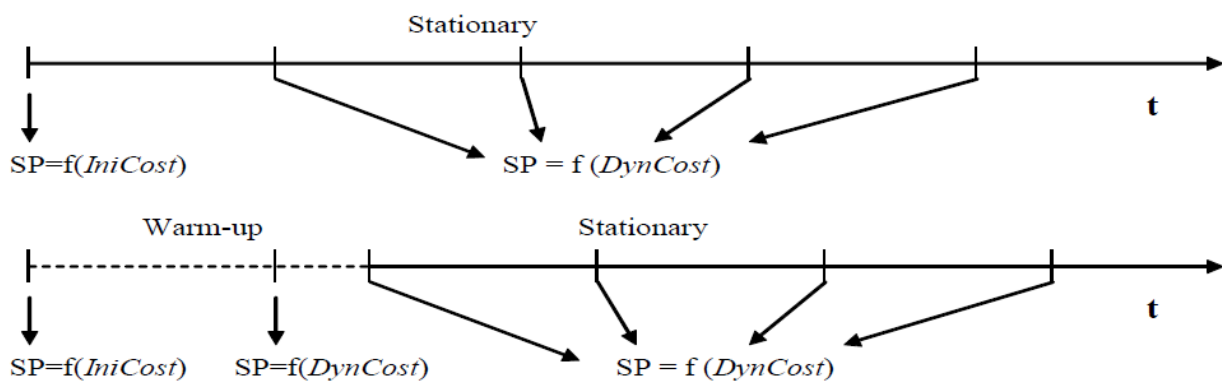 Stationary
t
SP=f(IniCost)
SP = f (DynCost)
Warm-up
Stationary
t
SP=f(IniCost)
SP=f(DynCost)
SP = f (DynCost)